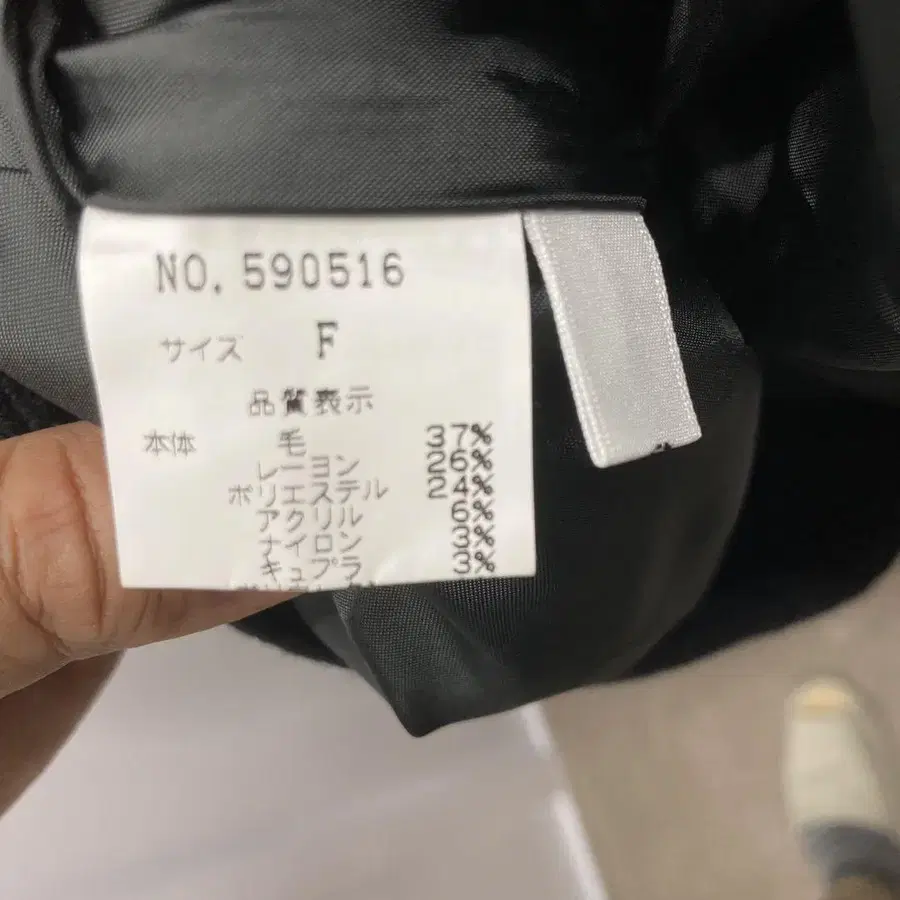 NO. 590516
サイズ F
品質表示
本体 毛 37%
レーヨン 26%
ポリエステル 24%
アクリル 6%
ナイロン 3%
キュプラ 3%